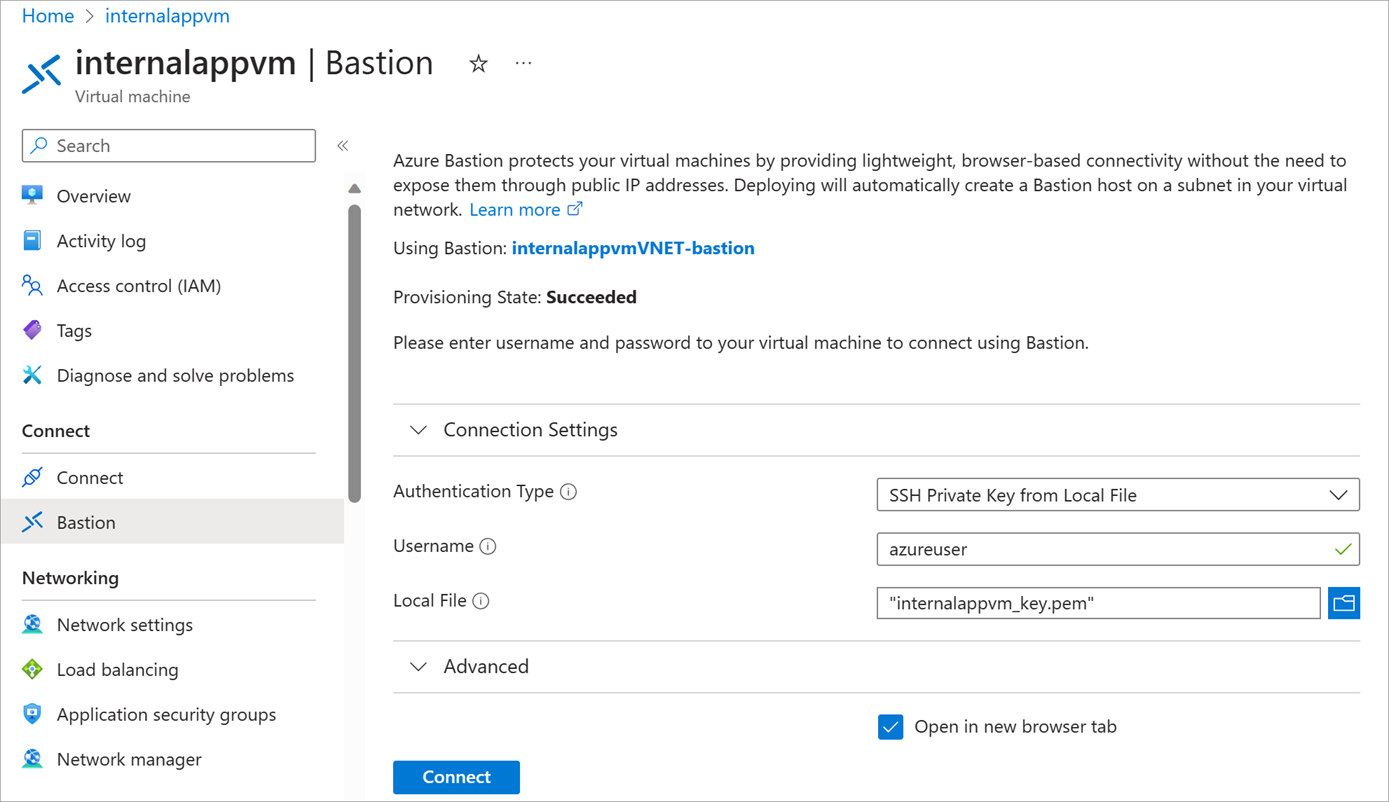 Home > internalappvm
internalappvm | Bastion ☆ ...
Virtual machine
Search «
Overview
Activity log
Access control (IAM)
Tags
Diagnose and solve problems
Connect
Connect
Bastion
Networking
Network settings
Load balancing
Application security groups
Network manager
Azure Bastion protects your virtual machines by providing lightweight, browser-based connectivity without the need to
expose them through public IP addresses. Deploying will automatically create a Bastion host on a subnet in your virtual
network. Learn more
Using Bastion: internalappvmVNET-bastion
Provisioning State: Succeeded
Please enter username and password to your virtual machine to connect using Bastion.
Connection Settings
Authentication Type SSH Private Key from Local File
Username azureuser
Local File "internalappvm_key.pem"
Advanced
Open in new browser tab
Connect